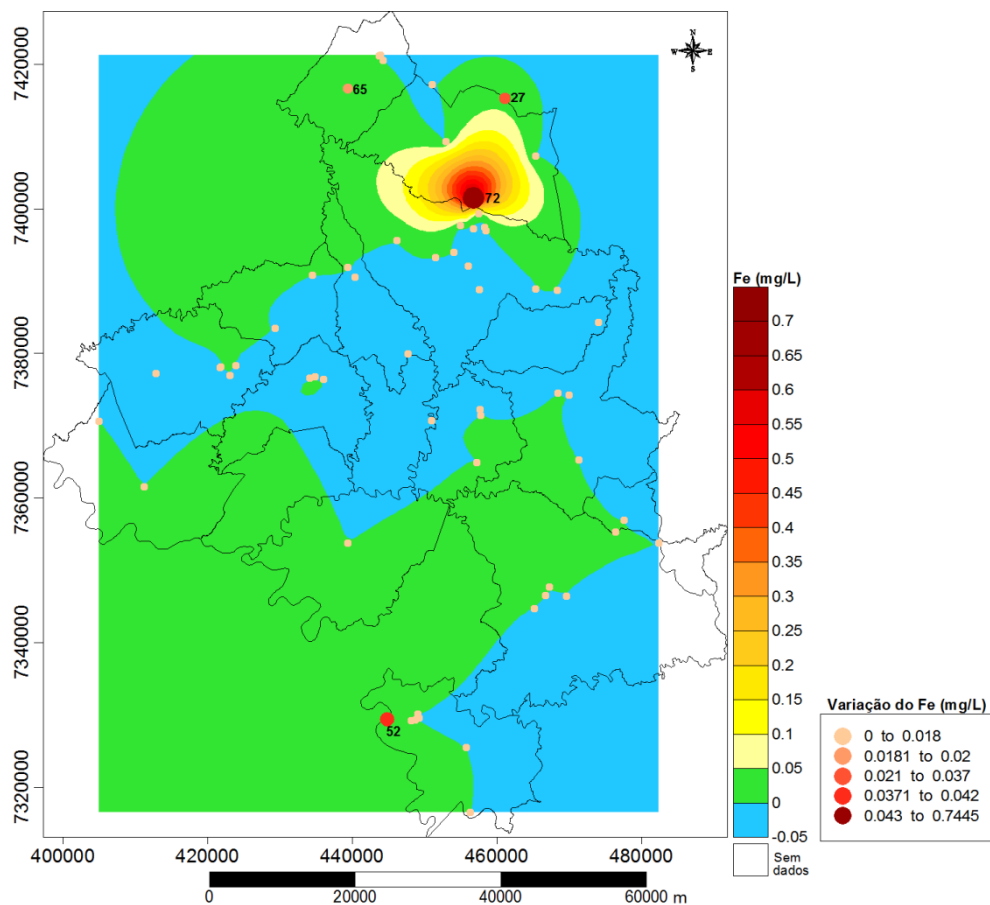 7420000
7400000
7380000
7360000
7340000
7320000
N
W E
S
65
27
72
52
400000
420000
440000
460000
480000
0
20000
40000
60000 m
Fe (mg/L)
0.7
0.65
0.6
0.55
0.5
0.45
0.4
0.35
0.3
0.25
0.2
0.15
0.1
0.05
0
-0.05
Sem
dados
Variação do Fe (mg/L)
0 to 0.018
0.0181 to 0.02
0.021 to 0.037
0.0371 to 0.042
0.043 to 0.7445